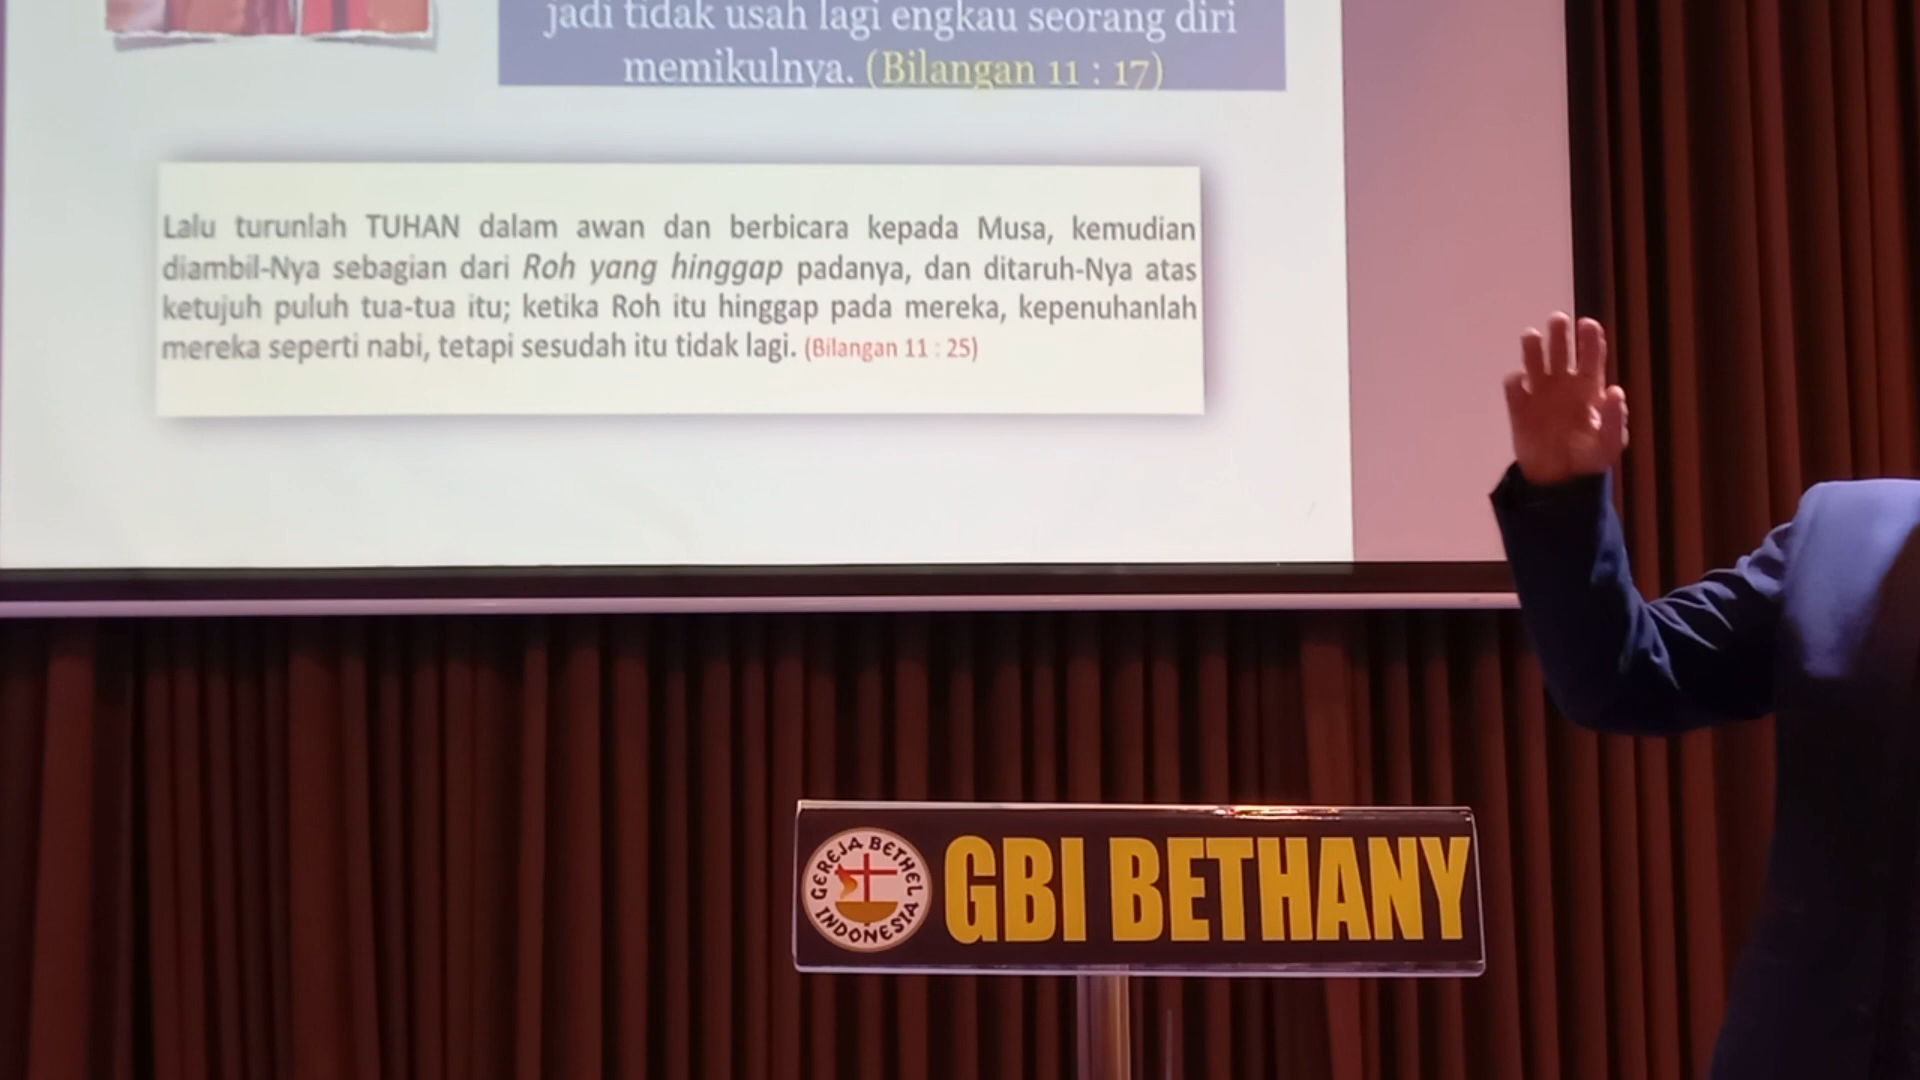 jadi tidak usah lagi engkau seorang diri
memikulnya. (Bilangan 11 : 17)
Lalu turunlah TUHAN dalam awan dan berbicara kepada Musa, kemudian
diambil-Nya sebagian dari Roh yang hinggap padanya, dan ditaruh-Nya atas
ketujuh puluh tua-tua itu; ketika Roh itu hinggap pada mereka, kepenuhanlah
mereka seperti nabi, tetapi sesudah itu tidak lagi. (Bilangan 11 : 25)
GEREJA BETHEL
INDONESIA
GBI BETHANY